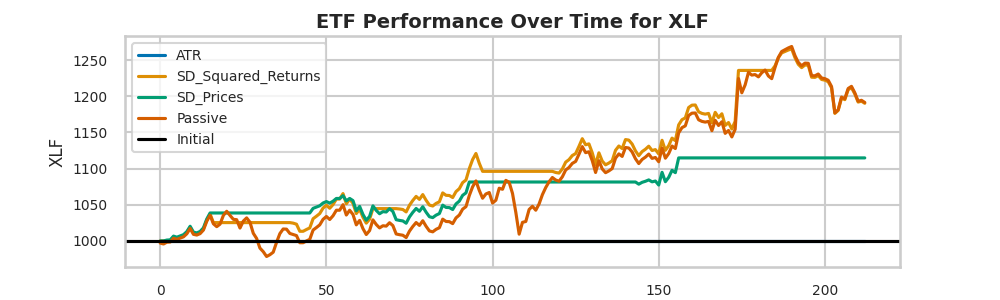 ETF Performance Over Time for XLF
XLF
1250
1200
1150
1100
1050
1000
ATR
SD_Squared_Returns
SD_Prices
Passive
Initial
0 50 100 150 200